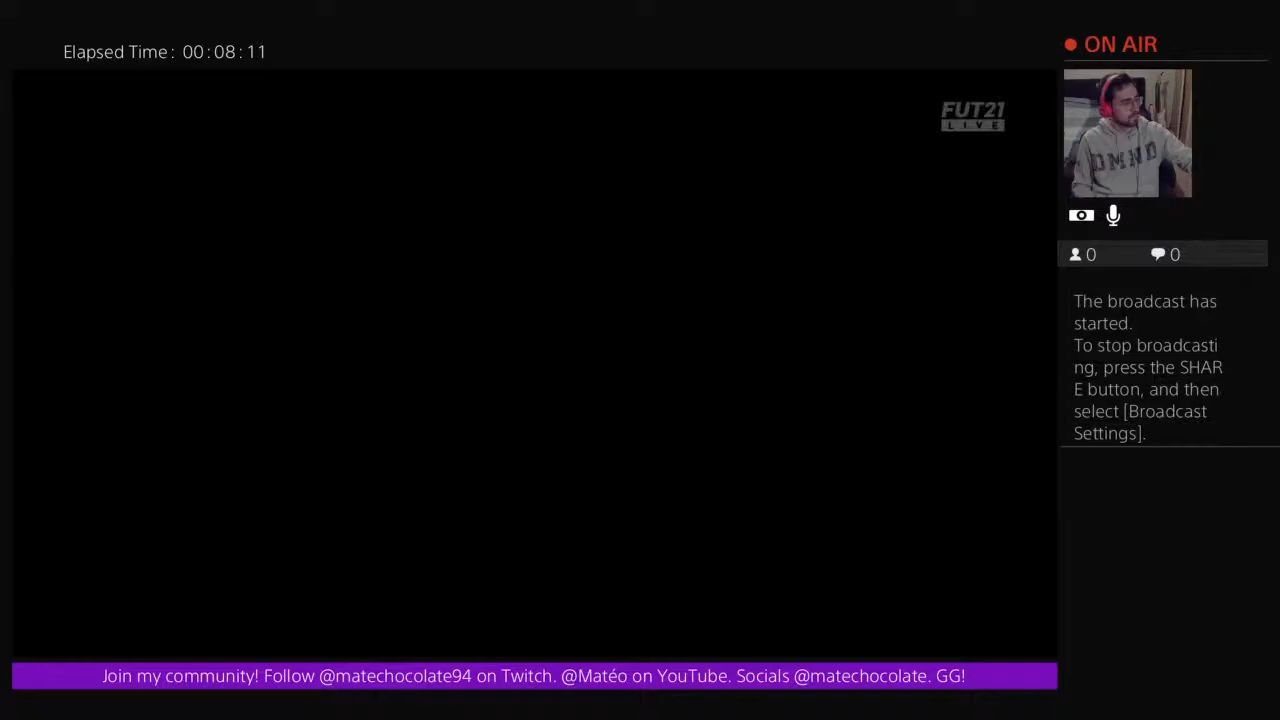 Elapsed Time: 00:08:11
ON AIR
FUT21
LIVE
DMND
0
0
The broadcast has
started.
To stop broadcasti
ng, press the SHAR
E button, and then
select [Broadcast
Settings].
Join my community! Follow @matechocolate94 on Twitch. @Matéo on YouTube. Socials @matechocolate. GG!